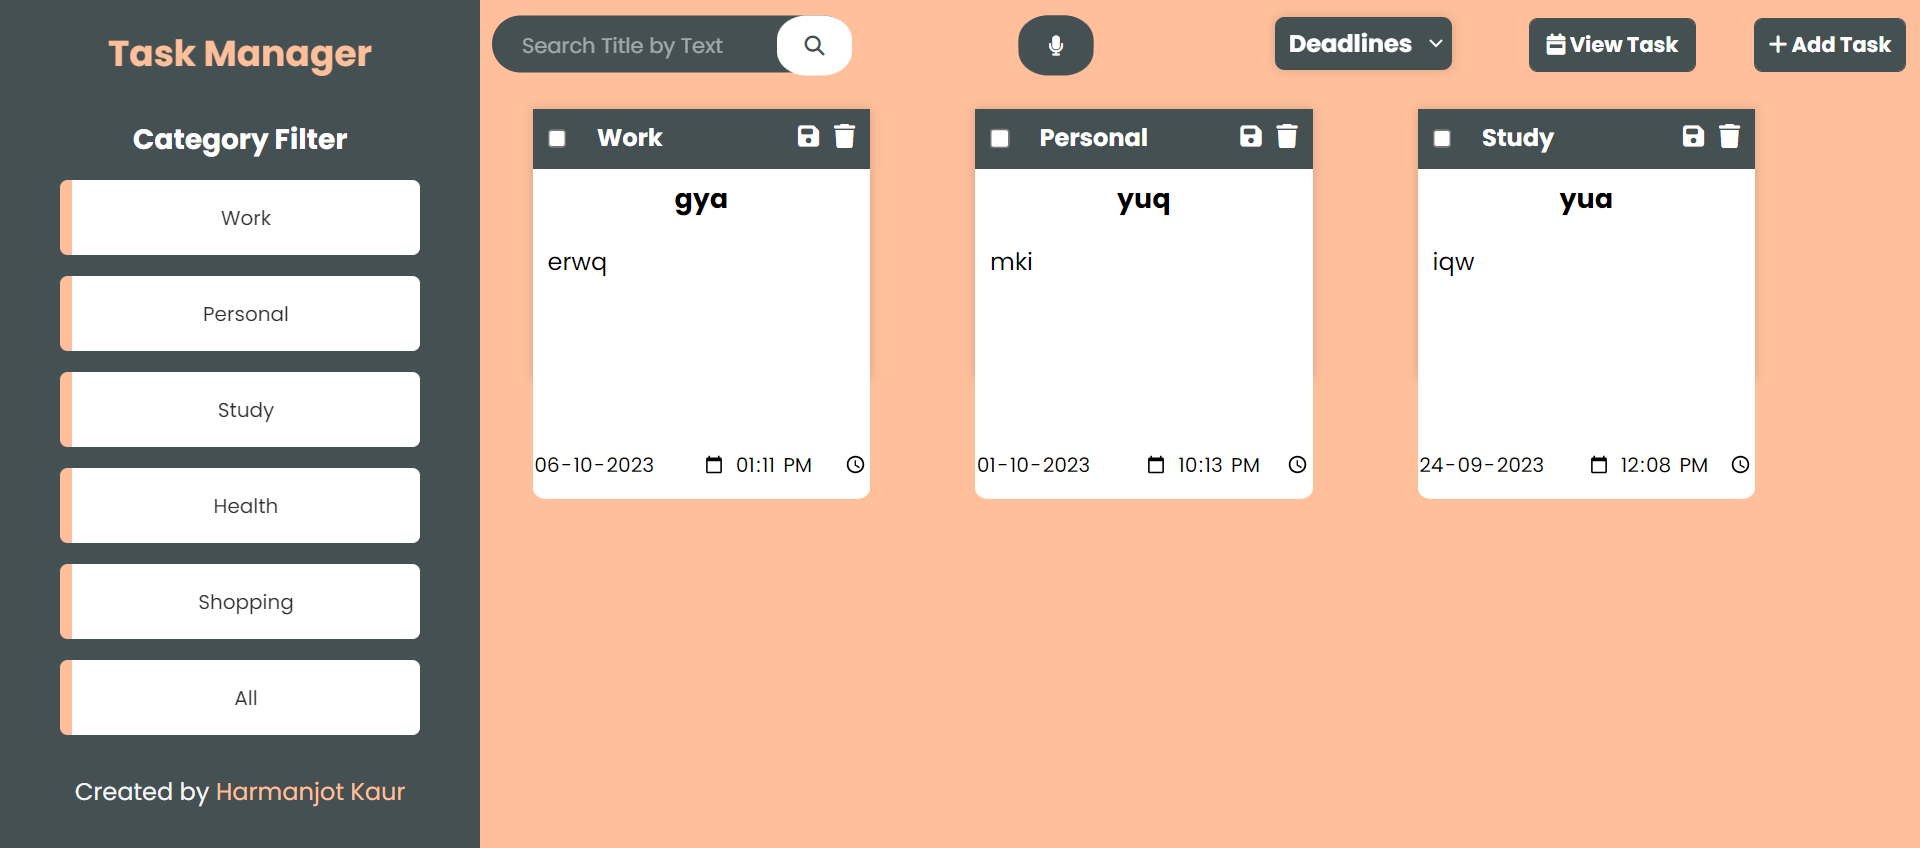 Task Manager
Category Filter
Work
Personal
Study
Health
Shopping
All
Created by Harmanjot Kaur
Search Title by Text
Deadlines
View Task
Add Task
Work
gya
erwq
06-10-2023 01:11 PM
Personal
yuq
mki
01-10-2023 10:13 PM
Study
yua
iqw
24-09-2023 12:08 PM